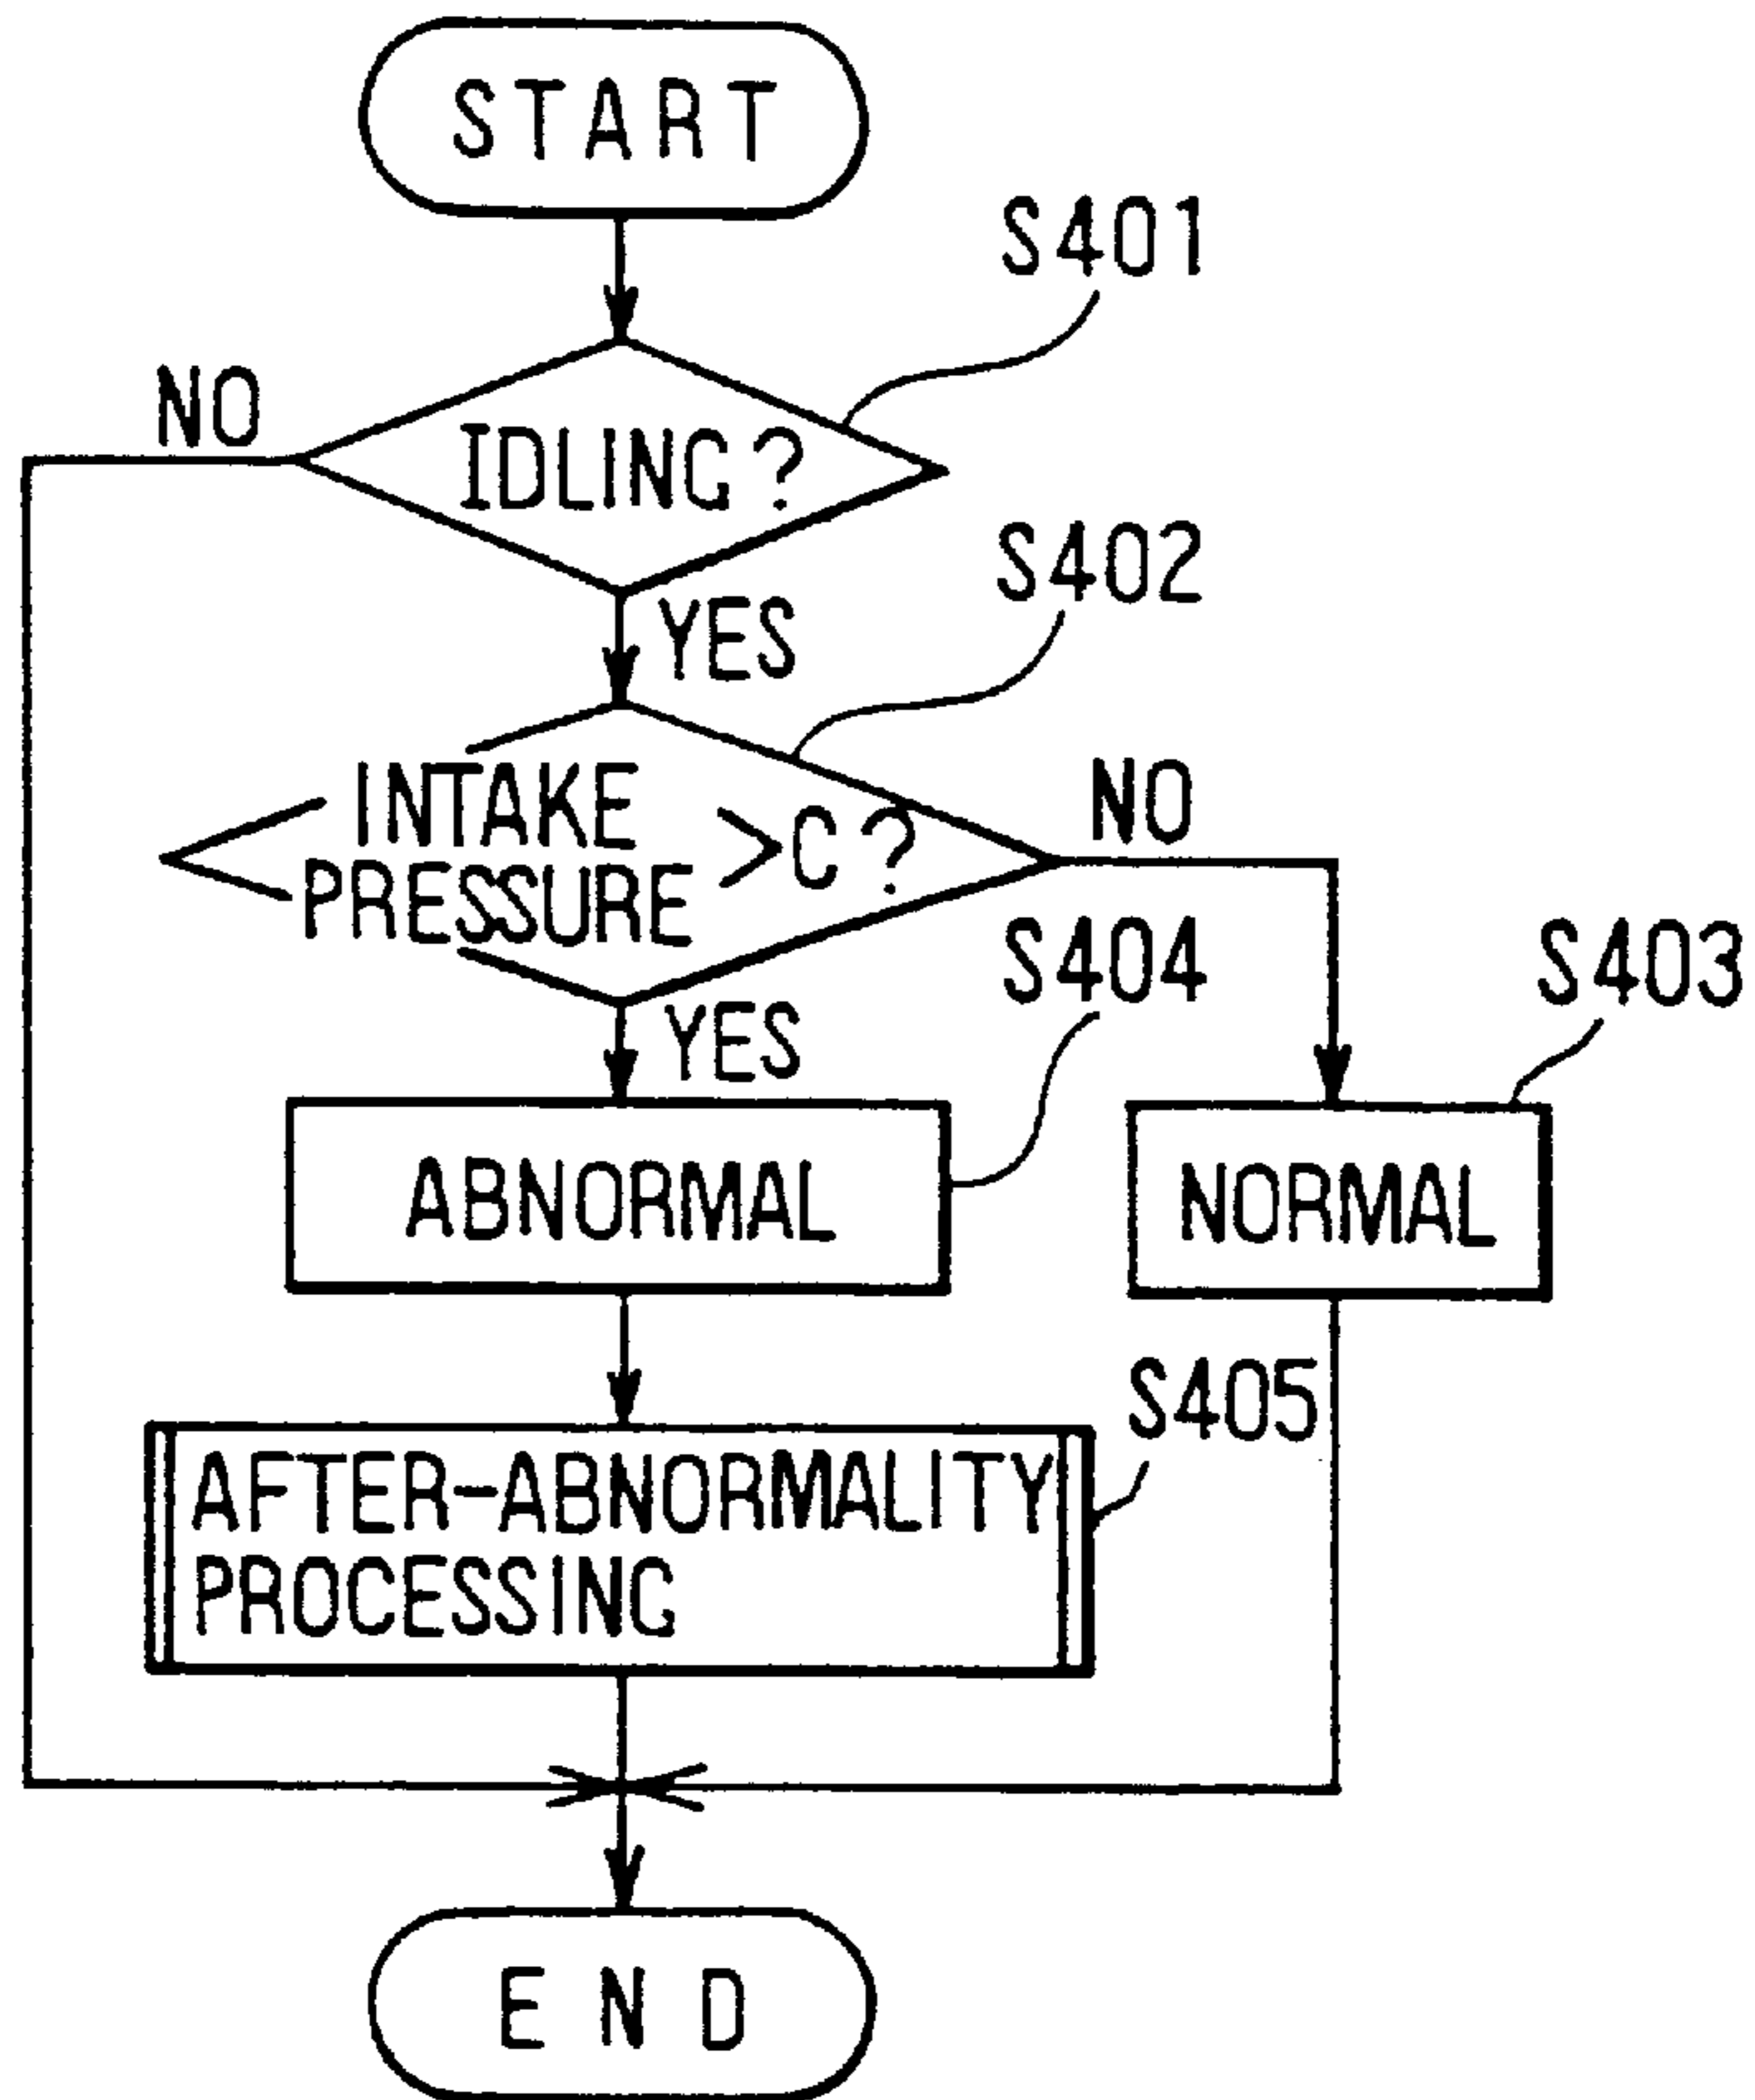 START
S401
NO
IDLING?
S402
YES
INTAKE
PRESSURE
>C?
NO
S404
S403
YES
ABNORMAL
NORMAL
S405
AFTER-ABNORMALITY
PROCESSING
END